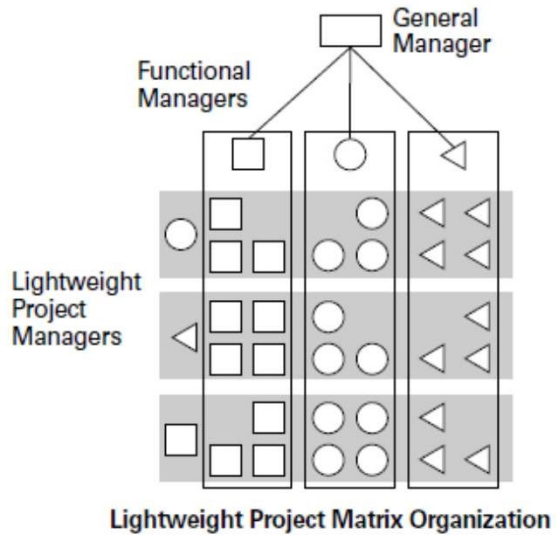 General
Manager
Functional
Managers
Lightweight
Project
Managers
Lightweight Project Matrix Organization